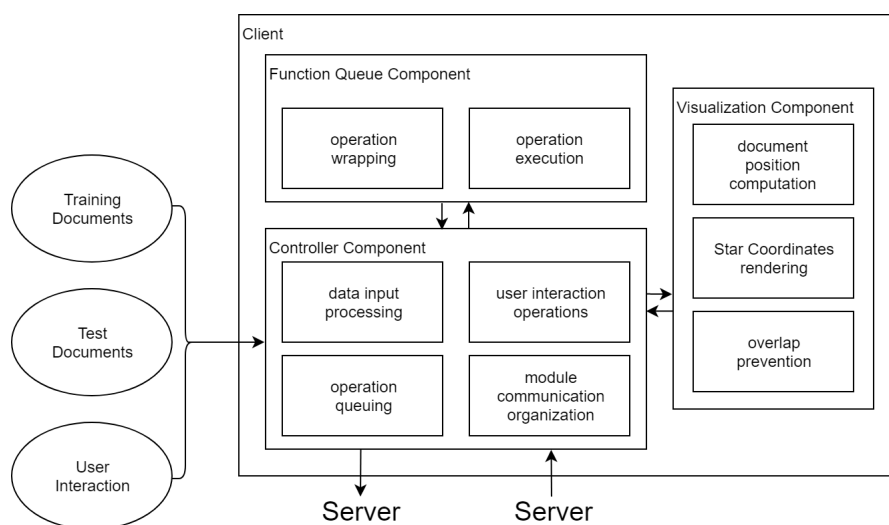 Client
Function Queue Component
operation
wrapping
operation
execution
Visualization Component
document
position
computation
Star Coordinates
rendering
overlap
prevention
Training
Documents
Test
Documents
User
Interaction
Controller Component
data input
processing
user interaction
operations
operation
queuing
module
communication
organization
Server
Server